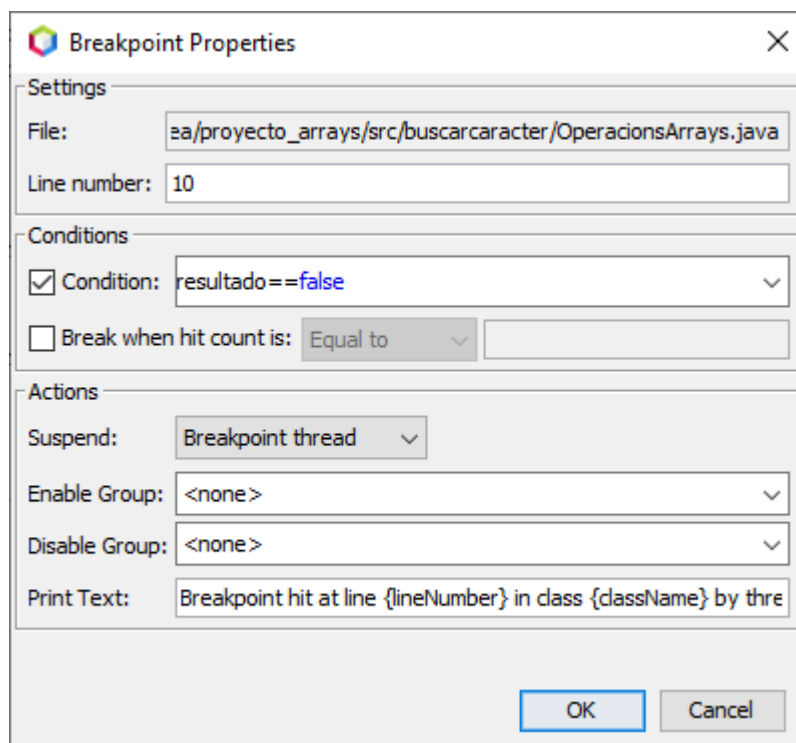 Breakpoint Properties
Settings
File: ea/proyecto_arrays/src/buscarcaracter/OperacionsArrays.java
Line number: 10
Conditions
Condition: resultado==false
Break when hit count is: Equal to
Actions
Suspend: Breakpoint thread
Enable Group: <none>
Disable Group: <none>
Print Text: Breakpoint hit at line {lineNumber} in class {className} by thre
OK Cancel